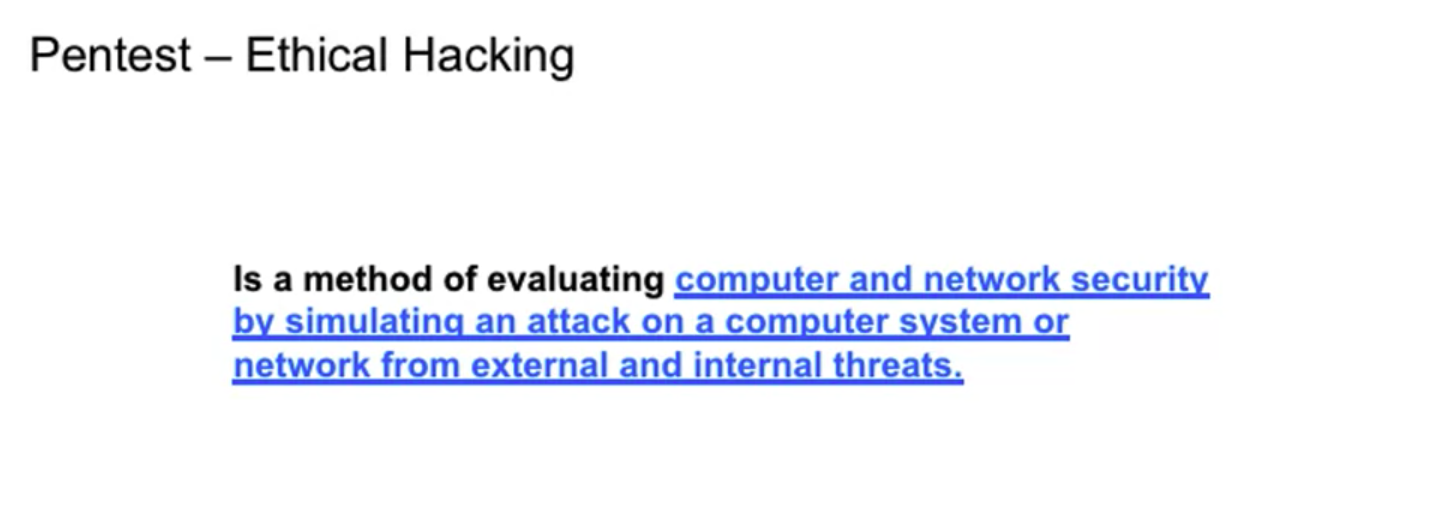 Pentest – Ethical Hacking
Is a method of evaluating computer and network security
by simulating an attack on a computer system or
network from external and internal threats.